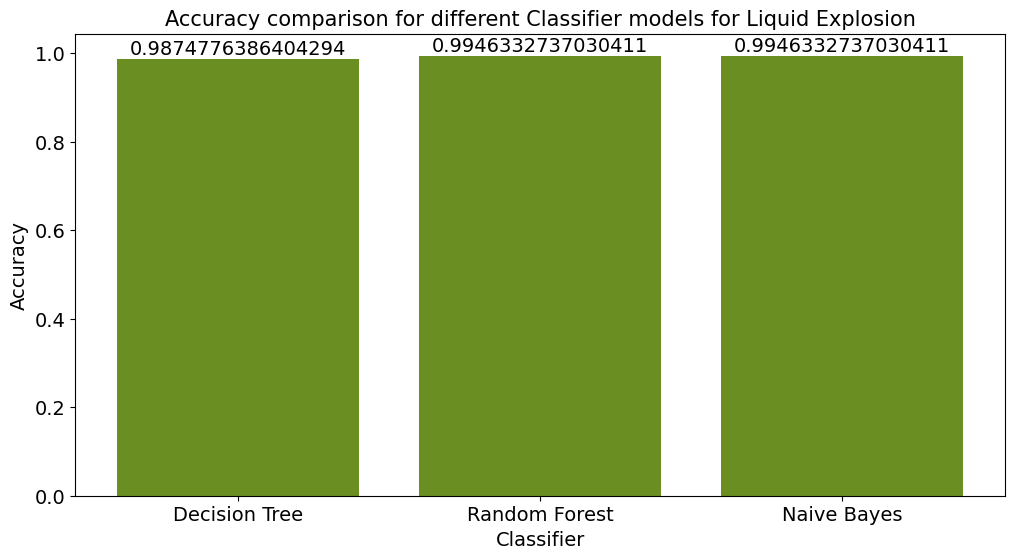 Accuracy comparison for different Classifier models for Liquid Explosion
0.9874776386404294
0.9946332737030411
0.9946332737030411
1.0
0.8
0.6
0.4
0.2
0.0
Accuracy
Decision Tree
Random Forest
Naive Bayes
Classifier